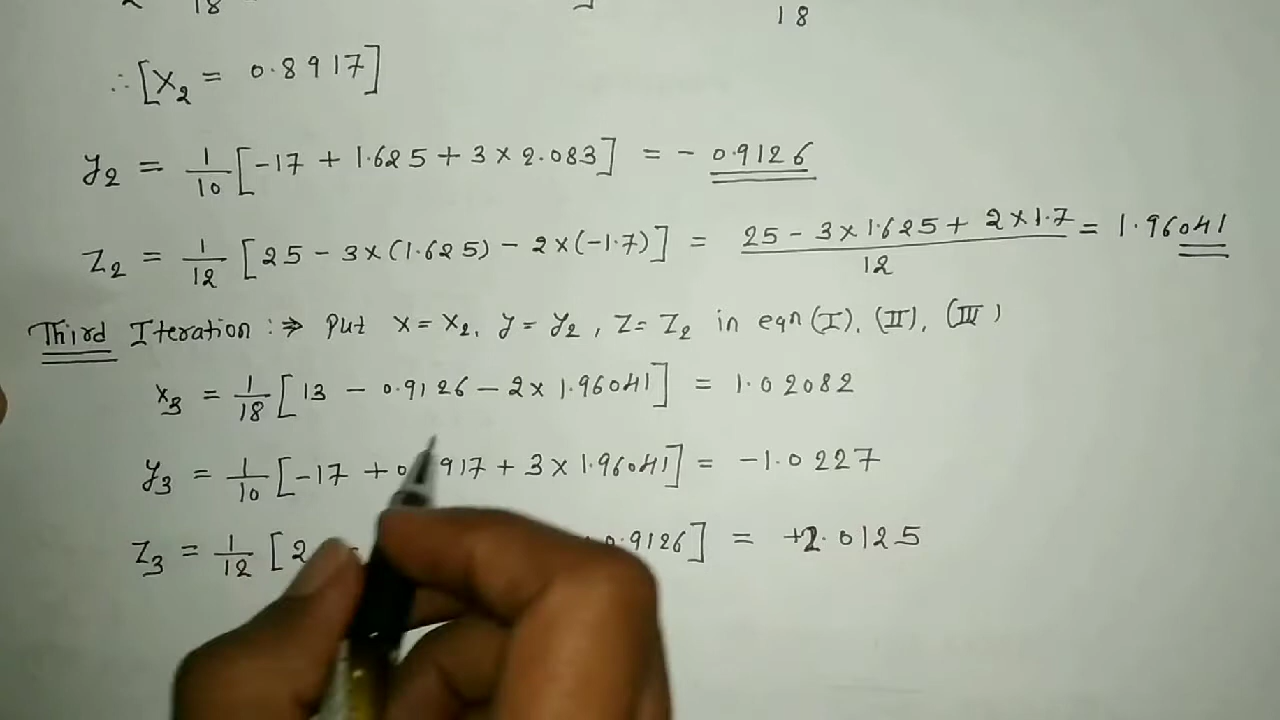 18 18
∴ [x₂ = 0.8917]
y₂ = 1/10 [-17 + 1.625 + 3 × 2.083] = - 0.9126
Z₂ = 1/12 [25 - 3×(1.625) - 2×(-1.7)] = 25 - 3×1.625 + 2×1.7 / 12 = 1.96041
Third Iteration :⇒ Put x = x₂, y = y₂, Z = Z₂ in eqn (I), (II), (III)
x₃ = 1/18 [13 - 0.9126 - 2× 1.96041] = 1.02082
y₃ = 1/10 [-17 + 0. 917 + 3 × 1.96041] = -1.0227
Z₃ = 1/12 [2 0.9126] = +2.0125